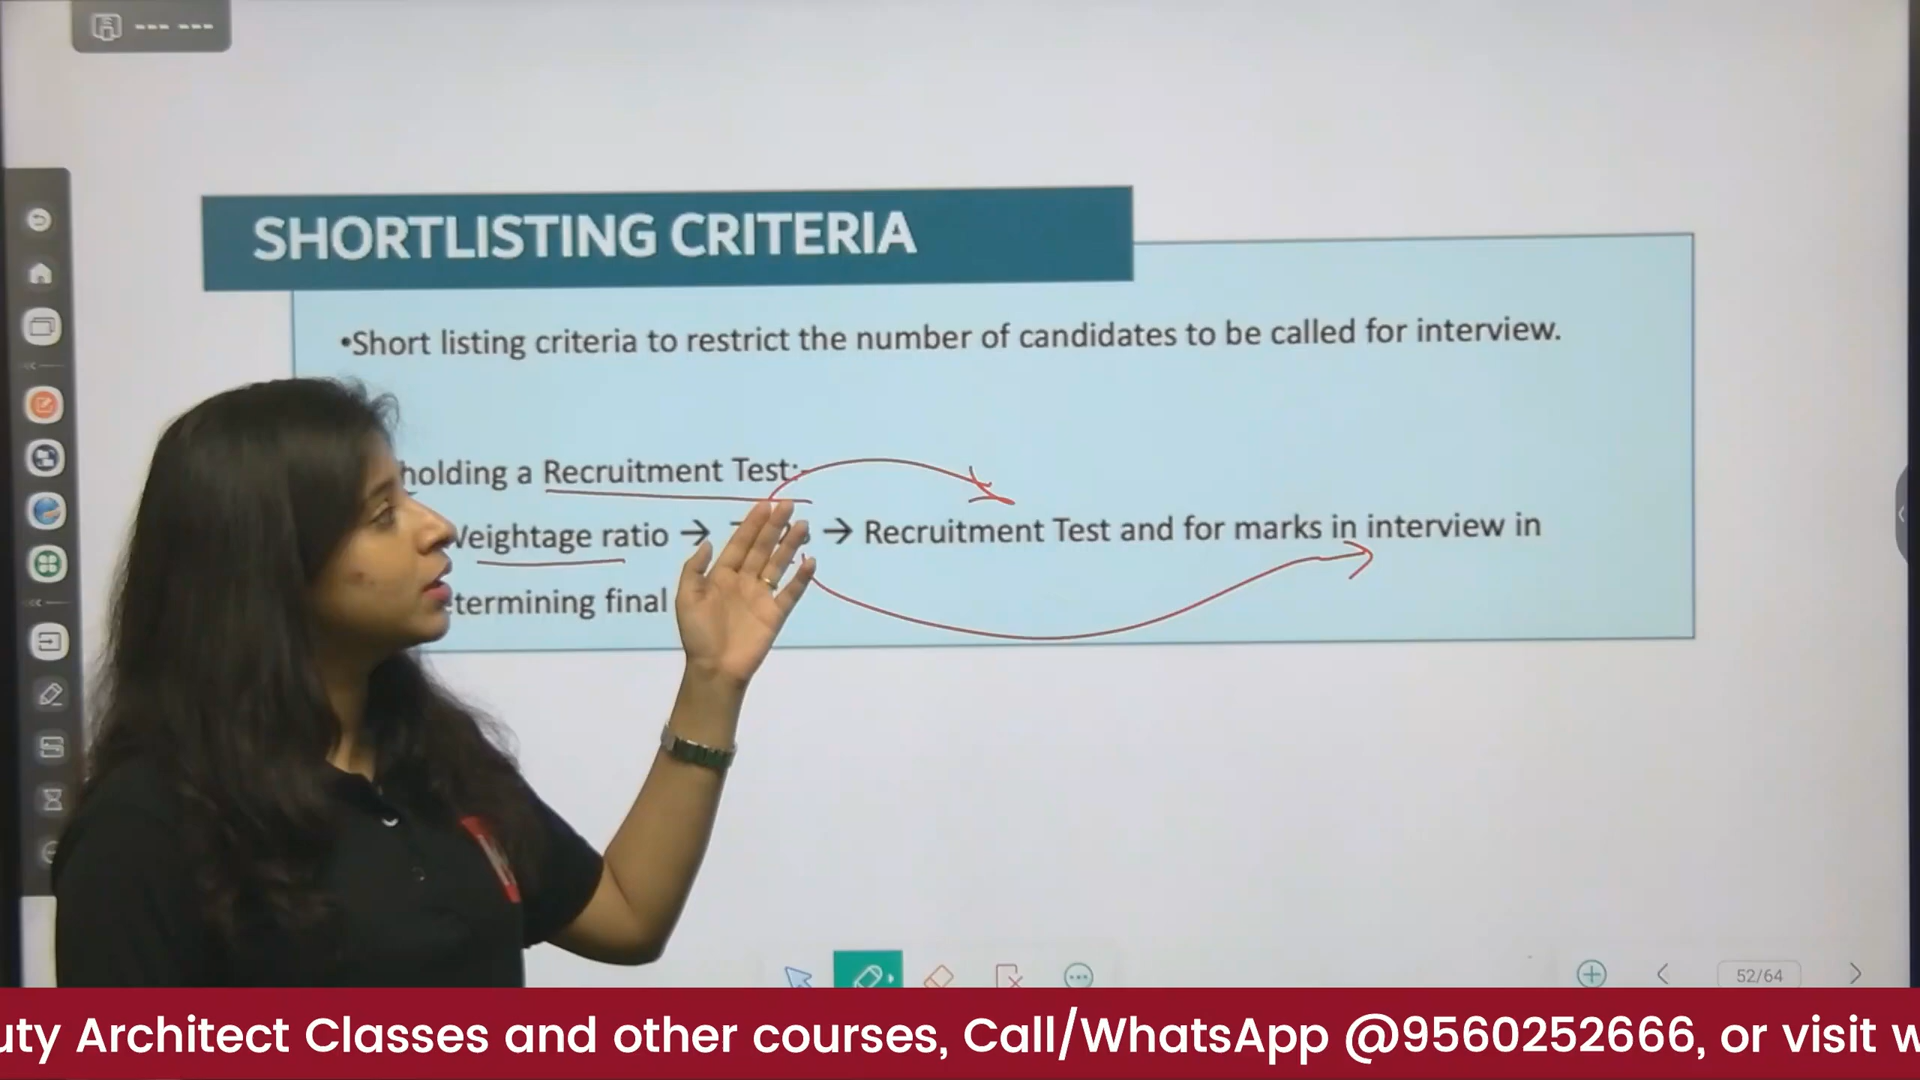 --- ---
SHORTLISTING CRITERIA
•Short listing criteria to restrict the number of candidates to be called for interview.
holding a Recruitment Test:-
Weightage ratio → → Recruitment Test and for marks in interview in
termining final
52/64
uty Architect Classes and other courses, Call/WhatsApp @9560252666, or visit w